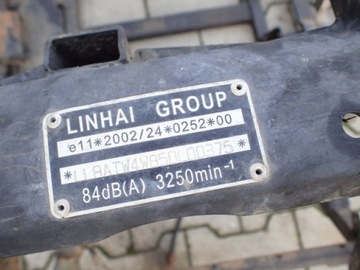 LINHAI GROUP
e11*2002/24*0252*00
84dB(A) 3250min⁻¹